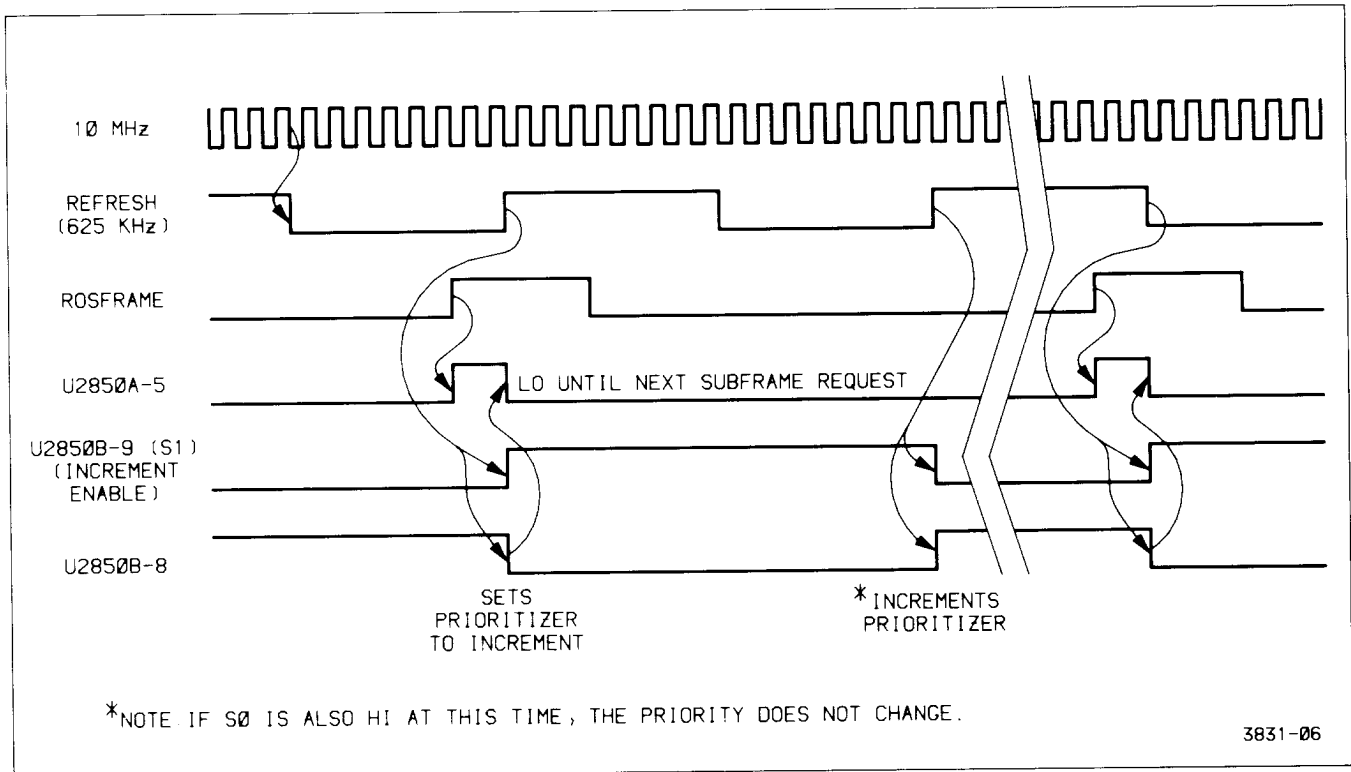 10 MHz
REFRESH
(625 KHz)
ROSFRAME
U2850A-5
LO UNTIL NEXT SUBFRAME REQUEST
U2850B-9 (S1)
(INCREMENT
ENABLE)
U2850B-8
SETS
PRIORITIZER
TO INCREMENT
*INCREMENTS
PRIORITIZER
*NOTE IF S0 IS ALSO HI AT THIS TIME, THE PRIORITY DOES NOT CHANGE.
3831-06